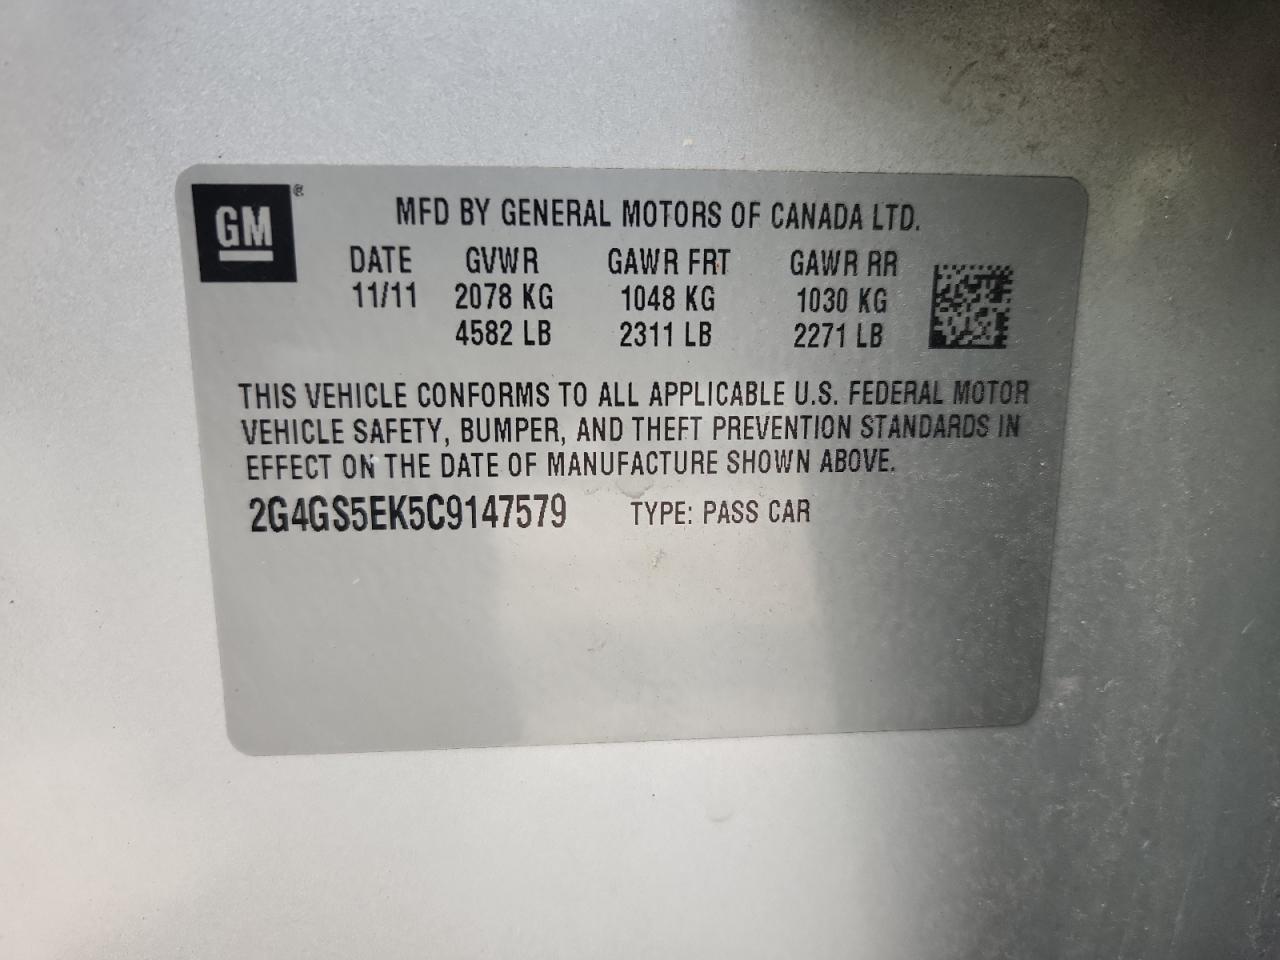 GM ®
MFD BY GENERAL MOTORS OF CANADA LTD.
DATE GVWR GAWR FRT GAWR RR
11/11 2078 KG 1048 KG 1030 KG
4582 LB 2311 LB 2271 LB
THIS VEHICLE CONFORMS TO ALL APPLICABLE U.S. FEDERAL MOTOR
VEHICLE SAFETY, BUMPER, AND THEFT PREVENTION STANDARDS IN
EFFECT ON THE DATE OF MANUFACTURE SHOWN ABOVE.
2G4GS5EK5C9147579 TYPE: PASS CAR